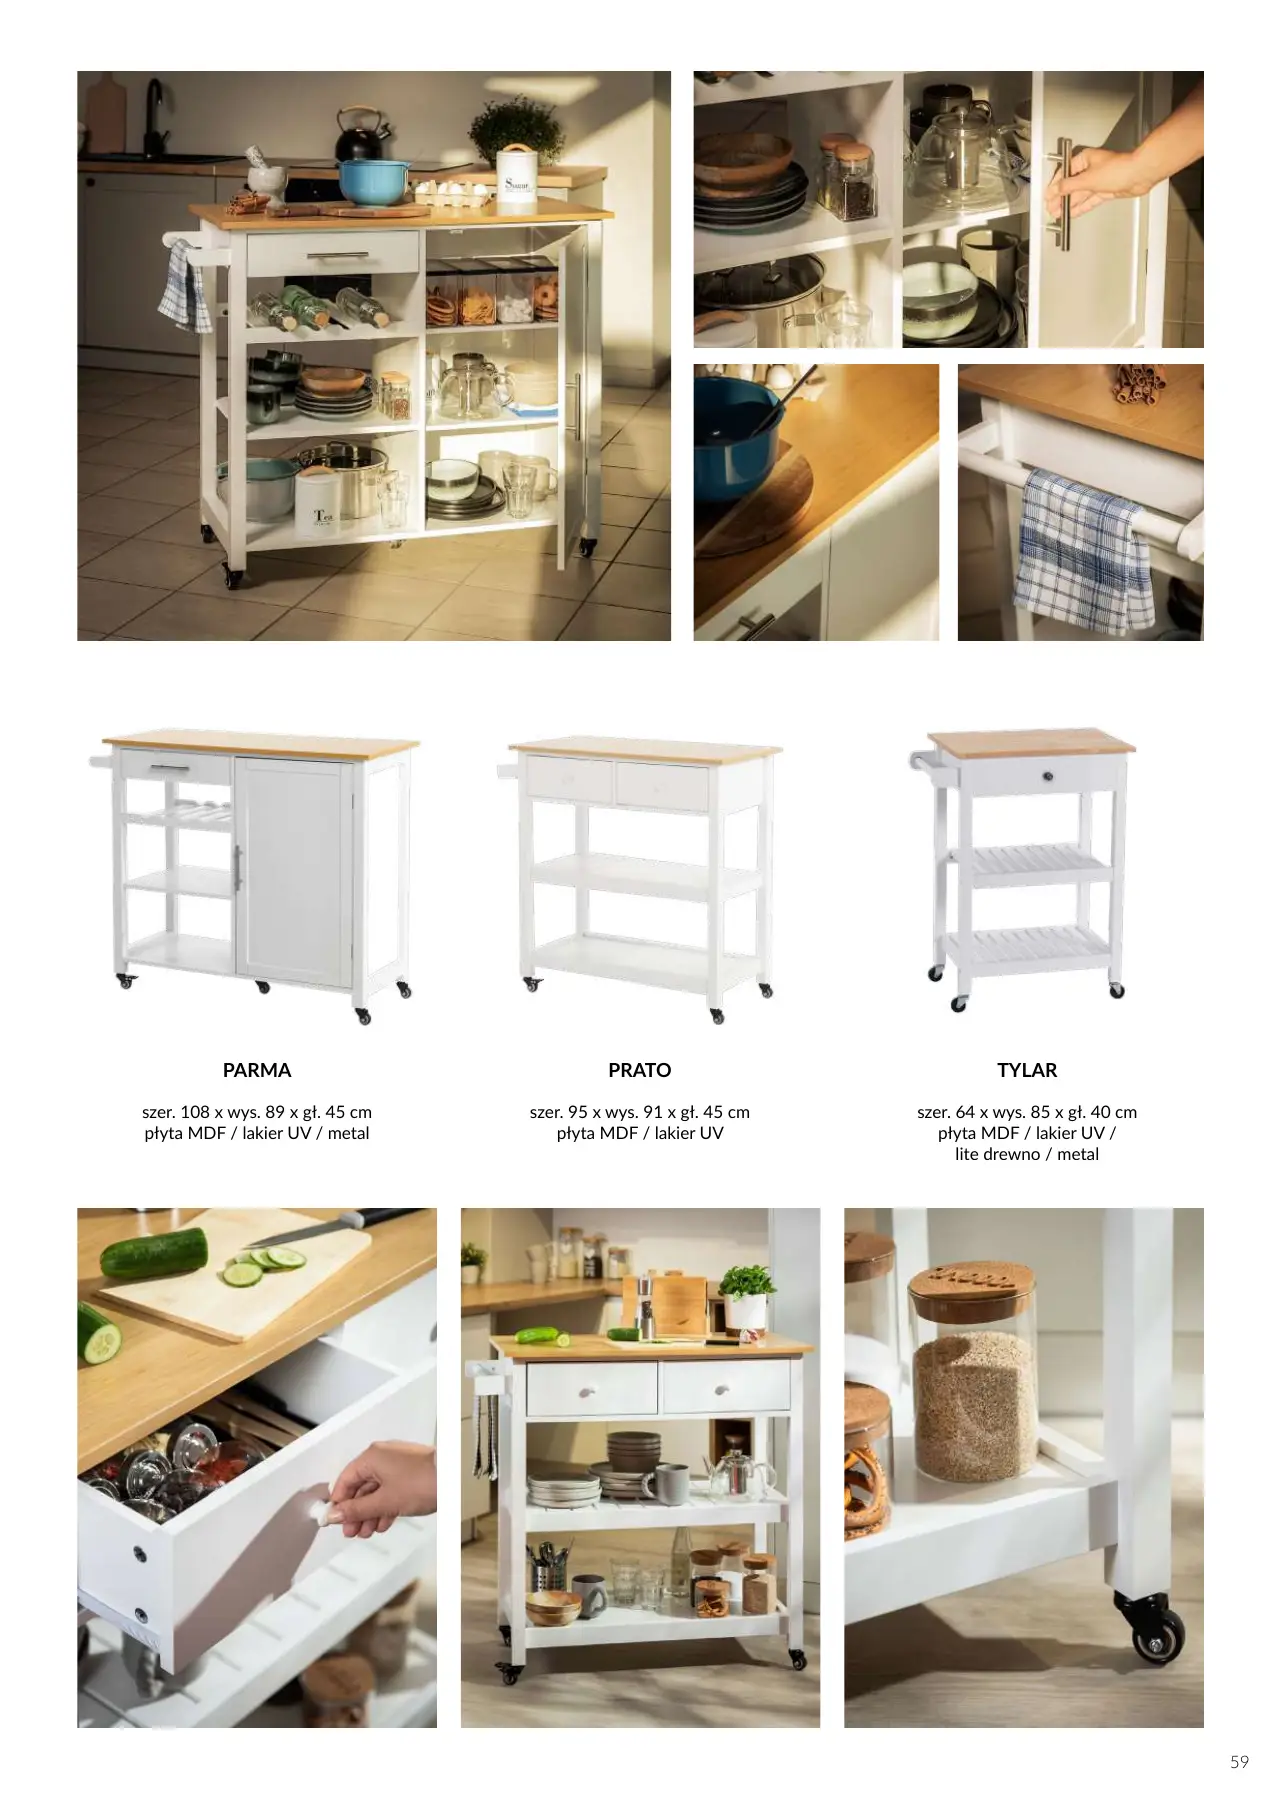 Sugar
Tea
PARMA
szer. 108 x wys. 89 x gł. 45 cm
płyta MDF / lakier UV / metal
PRATO
szer. 95 x wys. 91 x gł. 45 cm
płyta MDF / lakier UV
TYLAR
szer. 64 x wys. 85 x gł. 40 cm
płyta MDF / lakier UV /
lite drewno / metal
59